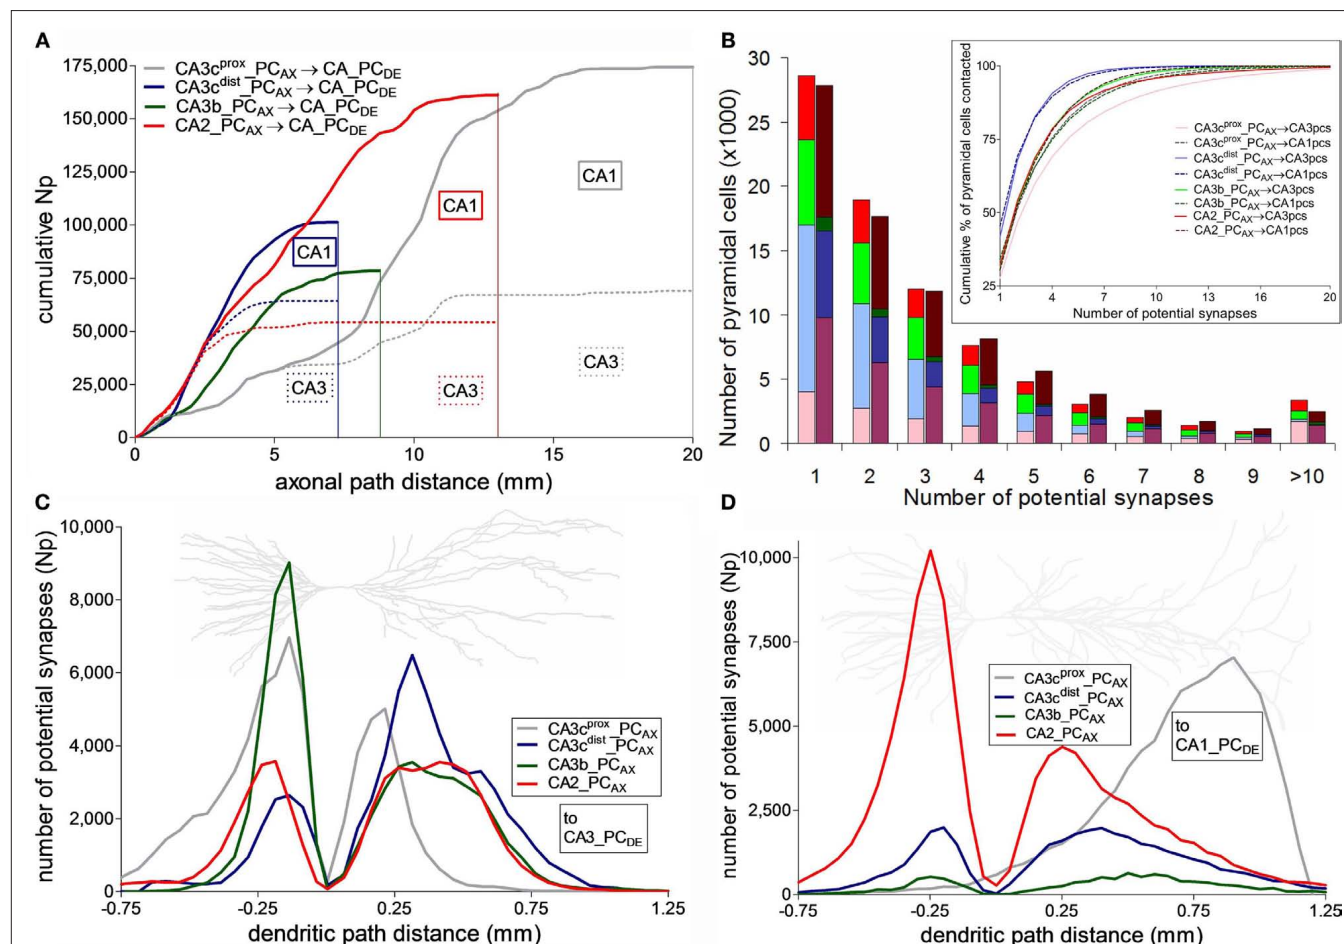 A
175,000
150,000
125,000
100,000
75,000
50,000
25,000
0
cumulative Np
CA3c^prox_PC_AX → CA_PC_DE
CA3c^dist_PC_AX → CA_PC_DE
CA3b_PC_AX → CA_PC_DE
CA2_PC_AX → CA_PC_DE
CA1
CA1
CA1
CA3
CA3
CA3
0 5 10 15 20
axonal path distance (mm)
B
30
25
20
15
10
5
0
Number of pyramidal cells (x1000)
1 2 3 4 5 6 7 8 9 >10
Number of potential synapses
100
75
50
25
Cumulative % of pyramidal cells contacted
CA3c^prox_PC_AX→CA3pcs
CA3c^prox_PC_AX→CA1pcs
CA3c^dist_PC_AX→CA3pcs
CA3c^dist_PC_AX→CA1pcs
CA3b_PC_AX→CA3pcs
CA3b_PC_AX→CA1pcs
CA2_PC_AX→CA3pcs
CA2_PC_AX→CA1pcs
1 4 7 10 13 16 20
Number of potential synapses
C
10,000
8,000
6,000
4,000
2,000
0
number of potential synapses (Np)
CA3c^prox_PC_AX
CA3c^dist_PC_AX
CA3b_PC_AX
CA2_PC_AX
to
CA3_PC_DE
-0.75 -0.25 0.25 0.75 1.25
dendritic path distance (mm)
D
10,000
7,500
5,000
2,500
0
number of potential synapses (Np)
CA3c^prox_PC_AX
CA3c^dist_PC_AX
CA3b_PC_AX
CA2_PC_AX
to
CA1_PC_DE
-0.75 -0.25 0.25 0.75 1.25
dendritic path distance (mm)